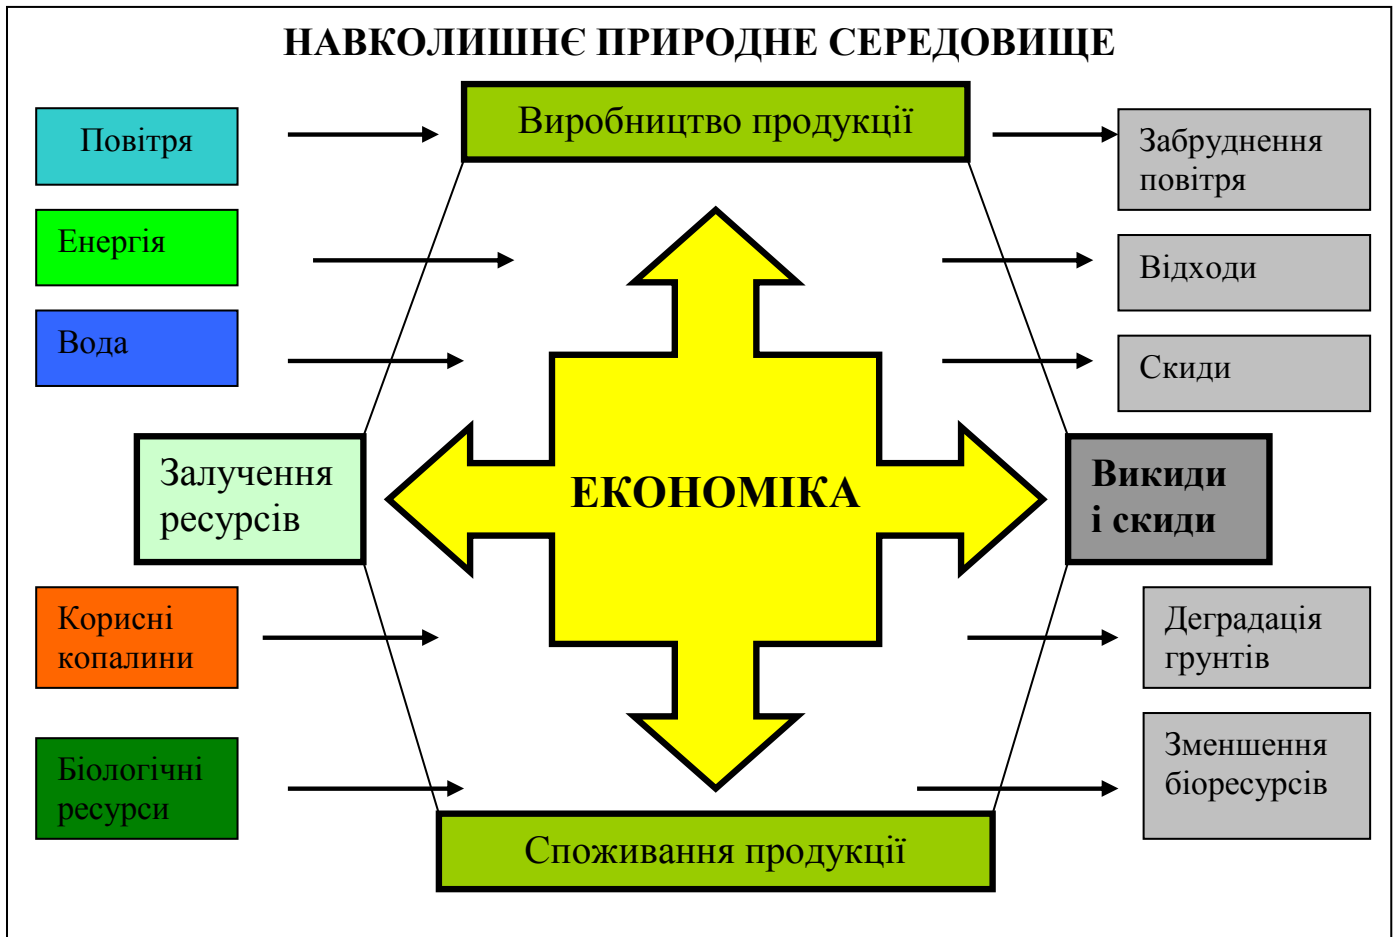 НАВКОЛИШНЄ ПРИРОДНЕ СЕРЕДОВИЩЕ
Повітря
Виробництво продукції
Забруднення
повітря
Енергія
Відходи
Вода
Скиди
Залучення
ресурсів
ЕКОНОМІКА
Викиди
і скиди
Корисні
копалини
Деградація
грунтів
Біологічні
ресурси
Зменшення
біоресурсів
Споживання продукції